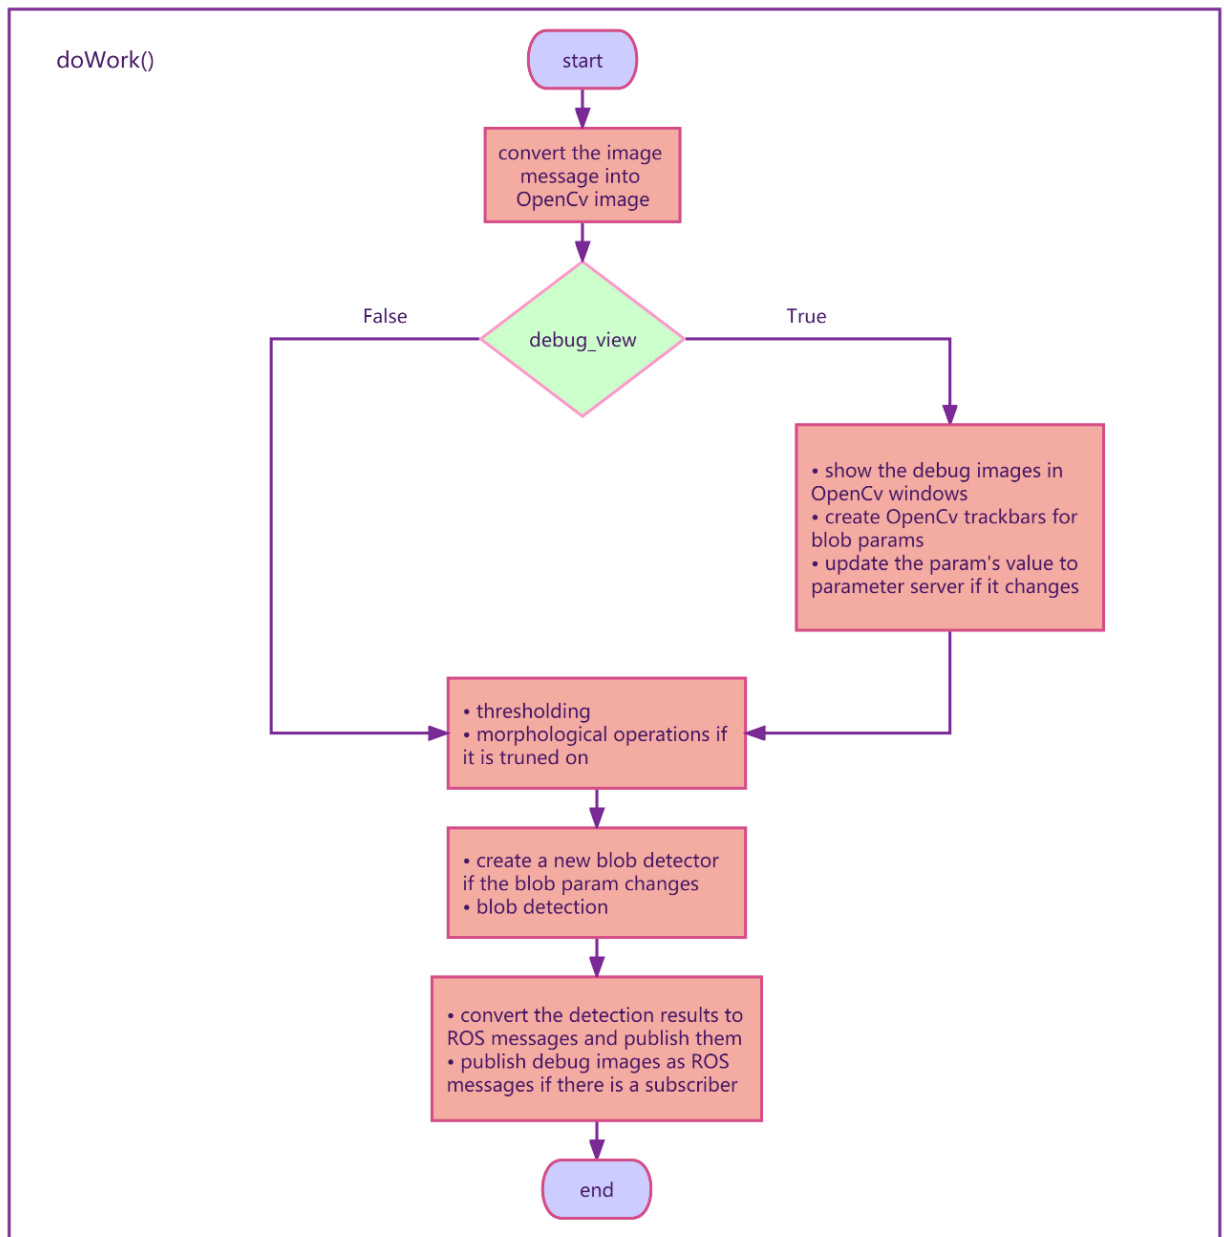 doWork()
start
convert the image
message into
OpenCv image
False
True
debug_view
• show the debug images in
OpenCv windows
• create OpenCv trackbars for
blob params
• update the param's value to
parameter server if it changes
• thresholding
• morphological operations if
it is truned on
• create a new blob detector
if the blob param changes
• blob detection
• convert the detection results to
ROS messages and publish them
• publish debug images as ROS
messages if there is a subscriber
end